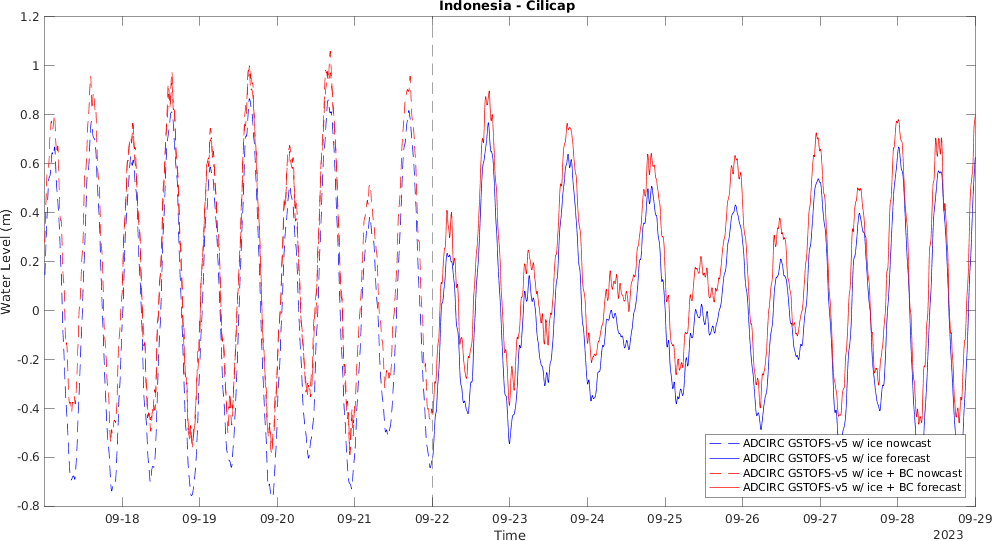 Indonesia - Cilicap
1.2
1
0.8
0.6
0.4
0.2
0
-0.2
-0.4
-0.6
-0.8
Water Level (m)
ADCIRC GSTOFS-v5 w/ ice nowcast
ADCIRC GSTOFS-v5 w/ ice forecast
ADCIRC GSTOFS-v5 w/ ice + BC nowcast
ADCIRC GSTOFS-v5 w/ ice + BC forecast
09-18 09-19 09-20 09-21 09-22 09-23 09-24 09-25 09-26 09-27 09-28 09-29
Time
2023